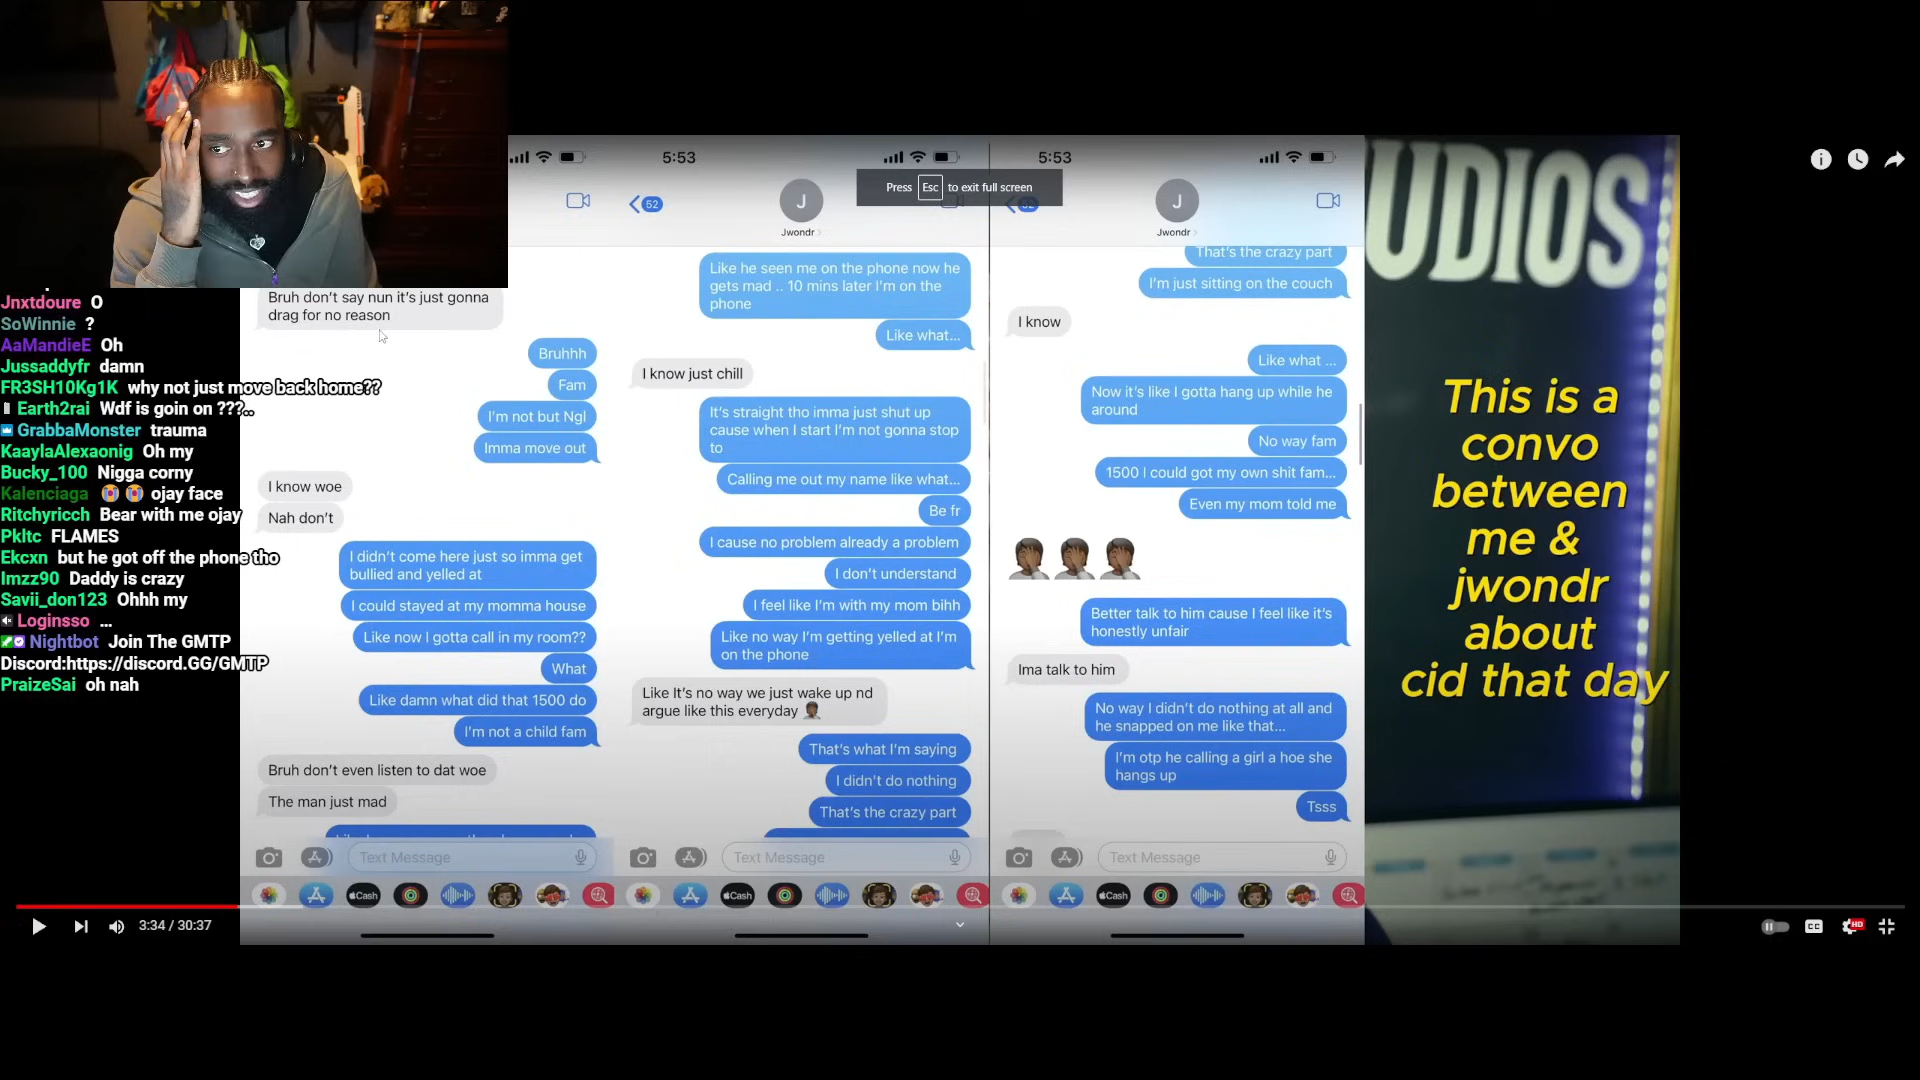 Jnxtdoure O
SoWinnie ?
AaMandieE Oh
Jussaddyfr damn
FR3SH10Kg1K why not just move back home??
Earth2rai Wdf is goin on ???..
GrabbaMonster trauma
KaaylaAlexaonig Oh my
Bucky_100 Nigga corny
Kalenciaga 😭 😭 ojay face
Ritchyricch Bear with me ojay
Pkltc FLAMES
Ekcxn but he got off the phone tho
Imzz90 Daddy is crazy
Savii_don123 Ohhh my
Loginsso ...
Nightbot Join The GMTP
Discord:https://discord.GG/GMTP
PraizeSai oh nah
Bruh don't say nun it's just gonna
drag for no reason
Bruhhh
Fam
I'm not but Ngl
Imma move out
I know woe
Nah don't
I didn't come here just so imma get
bullied and yelled at
I could stayed at my momma house
Like now I gotta call in my room??
What
Like damn what did that 1500 do
I'm not a child fam
Bruh don't even listen to dat woe
The man just mad
Text Message
Cash
5:53
52
J
Jwondr
Like he seen me on the phone now he
gets mad .. 10 mins later I'm on the
phone
Like what...
I know just chill
It's straight tho imma just shut up
cause when I start I'm not gonna stop
to
Calling me out my name like what...
Be fr
I cause no problem already a problem
I don't understand
I feel like I'm with my mom bihh
Like no way I'm getting yelled at I'm
on the phone
Like It's no way we just wake up nd
argue like this everyday 🤦🏾
That's what I'm saying
I didn't do nothing
That's the crazy part
Text Message
Cash
Press Esc to exit full screen
5:53
52
J
Jwondr
That's the crazy part
I'm just sitting on the couch
I know
Like what ...
Now it's like I gotta hang up while he
around
No way fam
1500 I could got my own shit fam...
Even my mom told me
🤦🏾🤦🏾🤦🏾
Better talk to him cause I feel like it's
honestly unfair
Ima talk to him
No way I didn't do nothing at all and
he snapped on me like that...
I'm otp he calling a girl a hoe she
hangs up
Tsss
Text Message
Cash
UDIOS
This is a
convo
between
me &
jwondr
about
cid that day
3:34 / 30:37
CC
HD